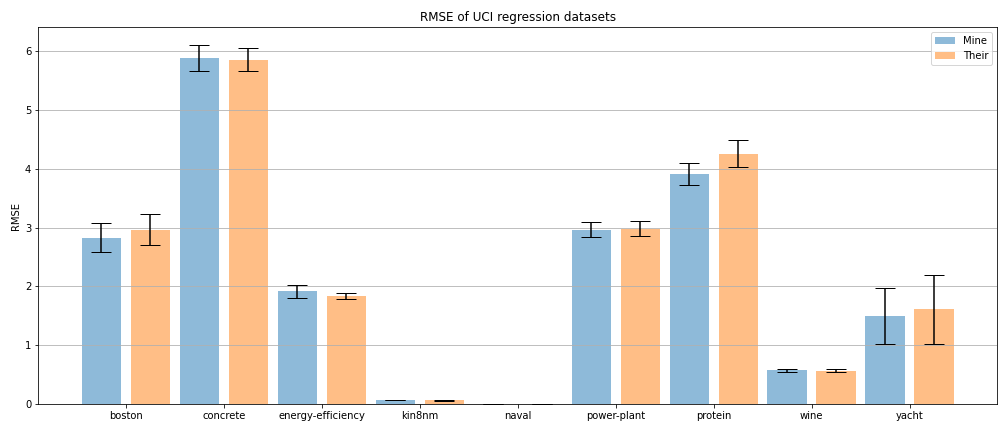 RMSE of UCI regression datasets
Mine
Their
RMSE
6
5
4
3
2
1
0
boston
concrete
energy-efficiency
kin8nm
naval
power-plant
protein
wine
yacht